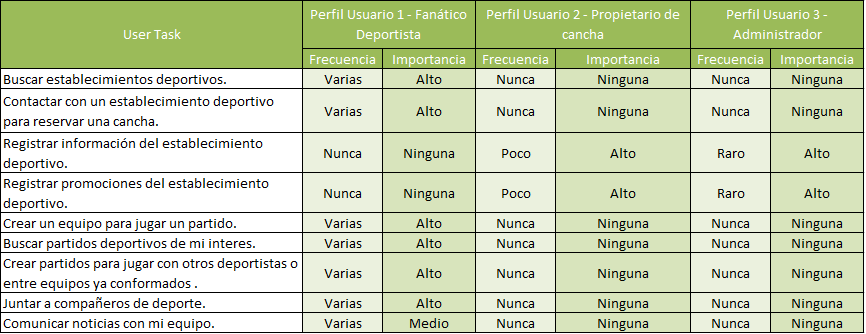 User Task
Perfil Usuario 1 - Fanático
Deportista
Perfil Usuario 2 - Propietario de
cancha
Perfil Usuario 3 -
Administrador
Frecuencia Importancia Frecuencia Importancia Frecuencia Importancia
Buscar establecimientos deportivos. Varias Alto Nunca Ninguna Nunca Ninguna
Contactar con un establecimiento deportivo
para reservar una cancha. Varias Alto Nunca Ninguna Nunca Ninguna
Registrar información del establecimiento
deportivo. Nunca Ninguna Poco Alto Raro Alto
Registrar promociones del establecimiento
deportivo. Nunca Ninguna Poco Alto Raro Alto
Crear un equipo para jugar un partido. Varias Alto Nunca Ninguna Nunca Ninguna
Buscar partidos deportivos de mi interes. Varias Alto Nunca Ninguna Nunca Ninguna
Crear partidos para jugar con otros deportistas o
entre equipos ya conformados . Varias Alto Nunca Ninguna Nunca Ninguna
Juntar a compañeros de deporte. Varias Alto Nunca Ninguna Nunca Ninguna
Comunicar noticias con mi equipo. Varias Medio Nunca Ninguna Nunca Ninguna